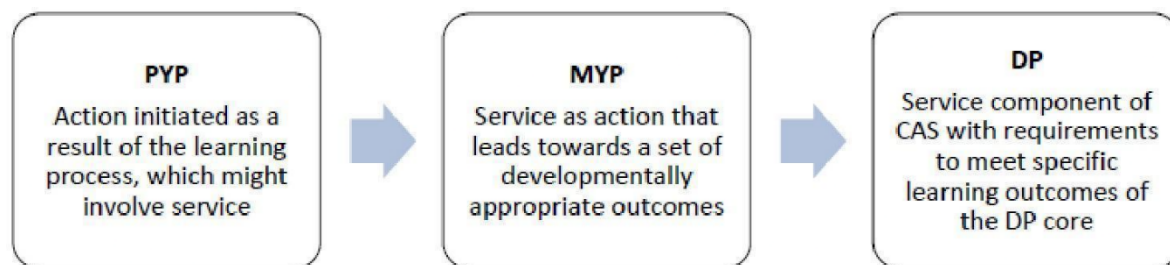 PYP
Action initiated as a
result of the learning
process, which might
involve service
MYP
Service as action that
leads towards a set of
developmentally
appropriate outcomes
DP
Service component of
CAS with requirements
to meet specific
learning outcomes of
the DP core